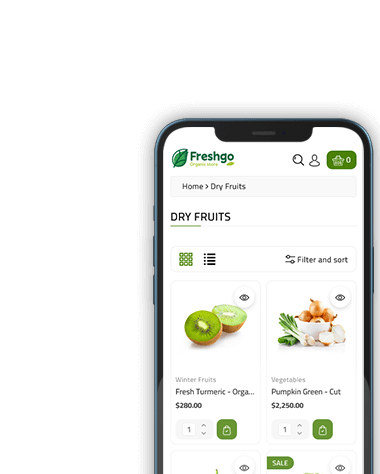 Freshgo
Organic store
0
Home > Dry Fruits
DRY FRUITS
Filter and sort
Winter Fruits
Fresh Turmeric - Orga...
$280.00
1
Vegetables
Pumpkin Green - Cut
$2,250.00
1
SALE